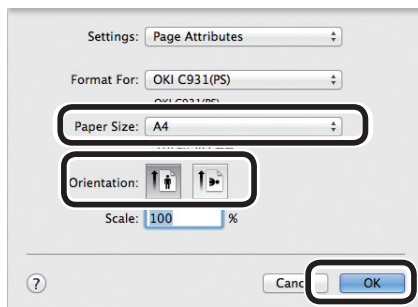 Settings: Page Attributes
Format For: OKI C931(PS)
OKI C931(PS)
Paper Size: A4
Orientation:
Scale: 100 %
? Canc OK